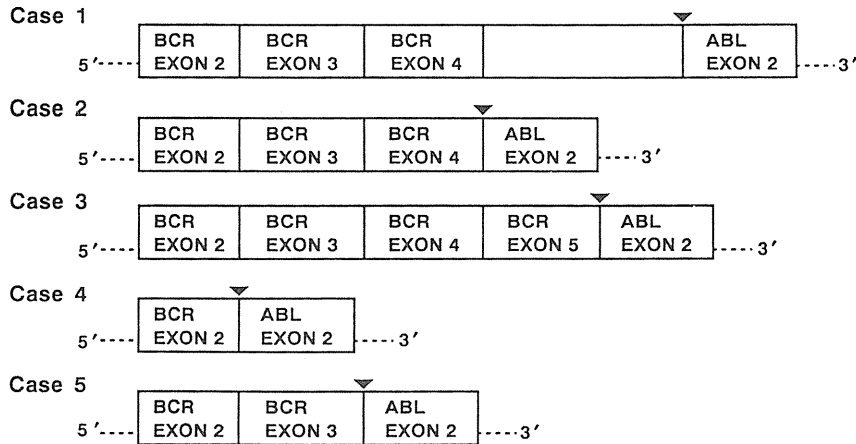 Case 1
BCR BCR BCR ABL
5′ EXON 2 EXON 3 EXON 4 EXON 2 3′
Case 2
BCR BCR BCR ABL
5′ EXON 2 EXON 3 EXON 4 EXON 2 3′
Case 3
BCR BCR BCR BCR ABL
5′ EXON 2 EXON 3 EXON 4 EXON 5 EXON 2 3′
Case 4
BCR ABL
5′ EXON 2 EXON 2 3′
Case 5
BCR BCR ABL
5′ EXON 2 EXON 3 EXON 2 3′